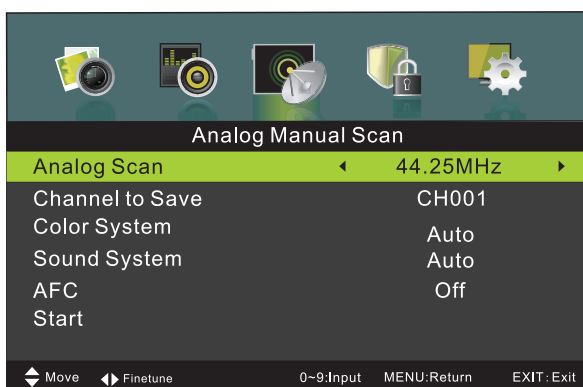 Analog Manual Scan
Analog Scan 44.25MHz
Channel to Save CH001
Color System Auto
Sound System Auto
AFC Off
Start
Move Finetune 0~9:Input MENU:Return EXIT:Exit